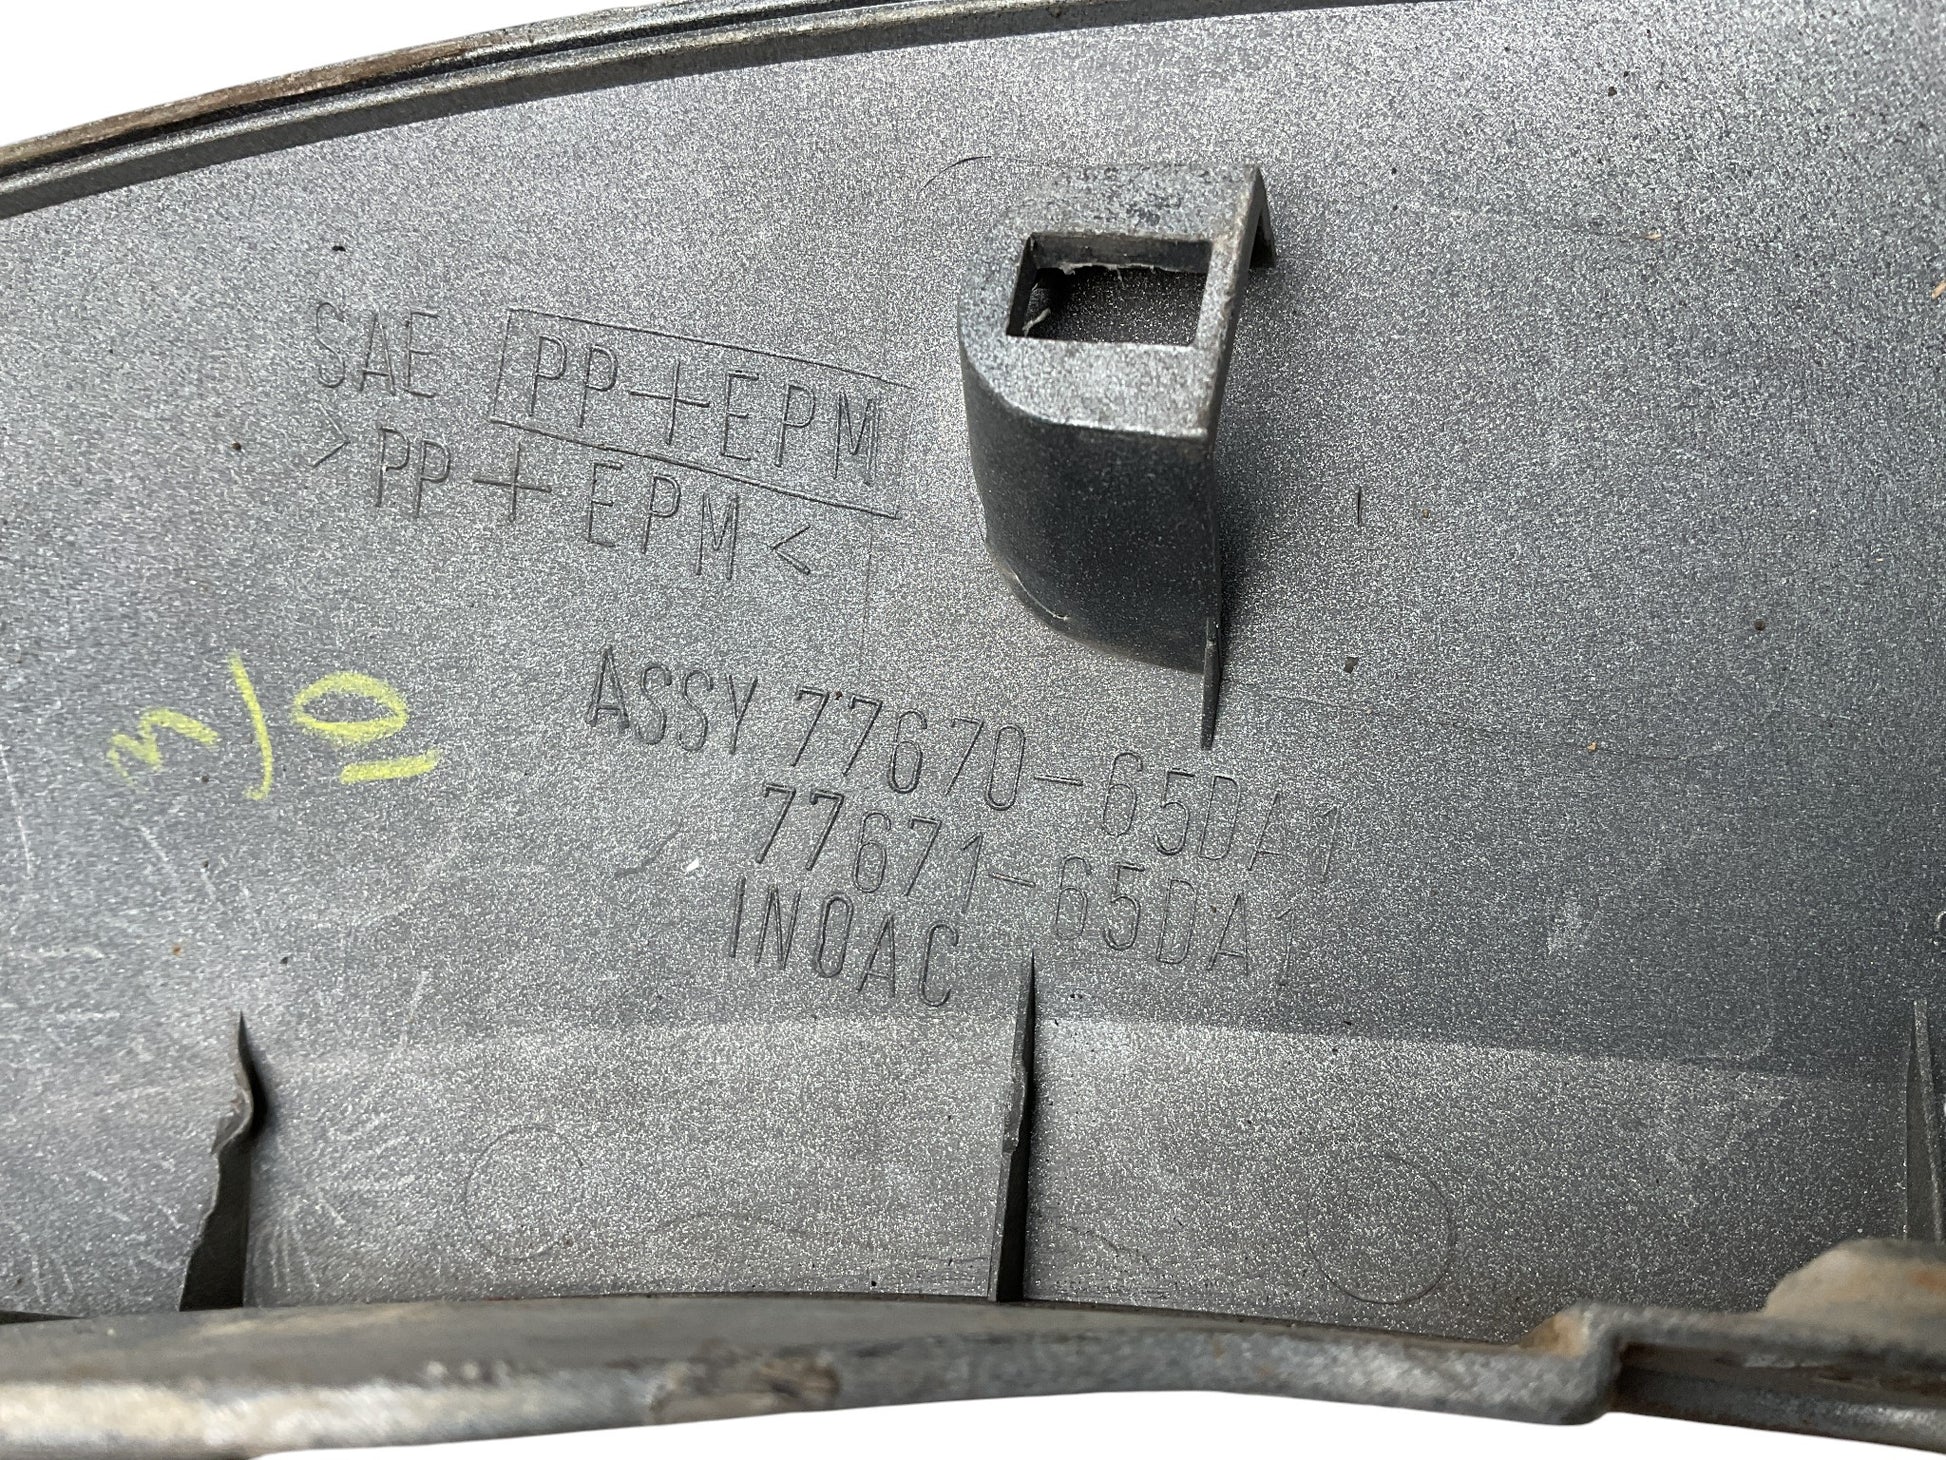 SAE PP+EPM
>PP+EPM<
ASSY 77670-65DA1
77671-65DA1
INOAC